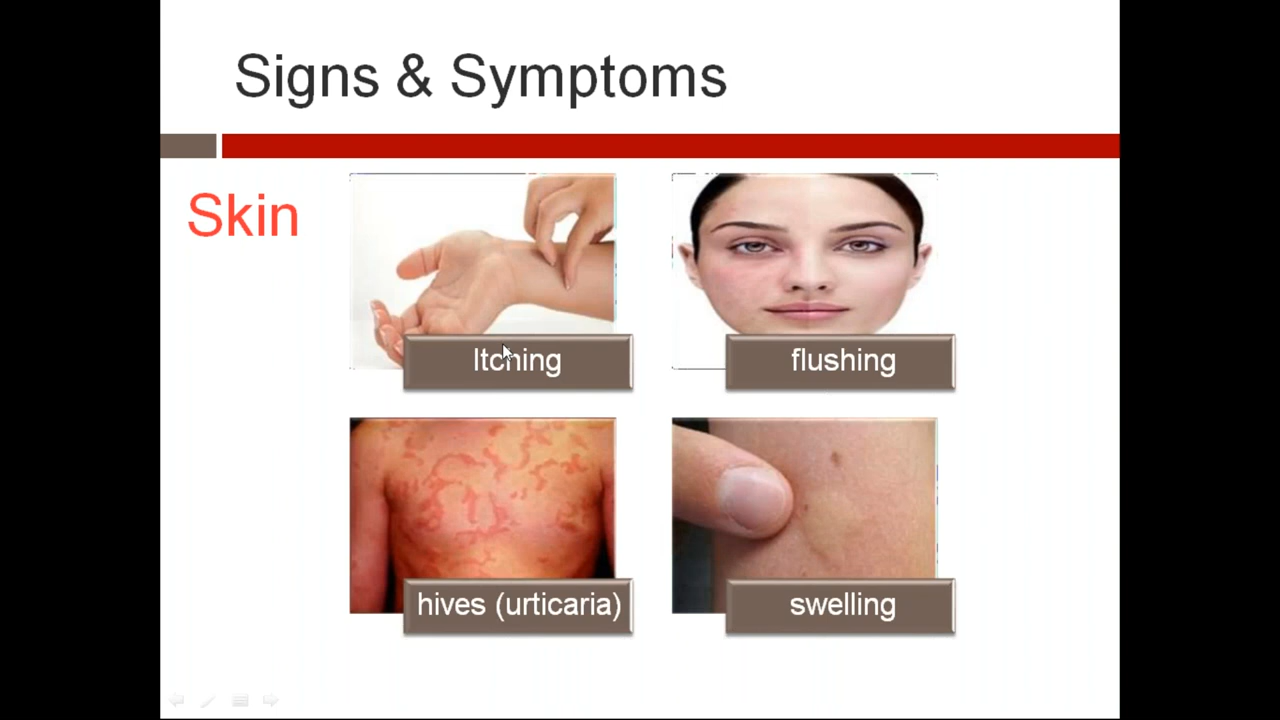 Signs & Symptoms
Skin
Itching
flushing
hives (urticaria)
swelling